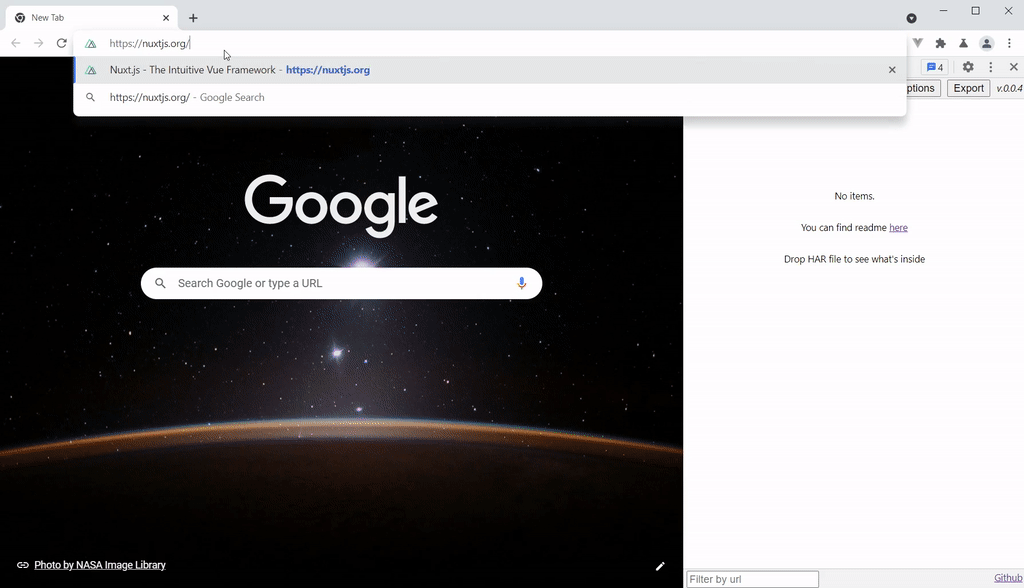 New Tab
https://nuxtjs.org/
Nuxt.js - The Intuitive Vue Framework - https://nuxtjs.org
https://nuxtjs.org/ - Google Search
4
ptions
Export
v.0.0.4
Google
Search Google or type a URL
No items.
You can find readme here
Drop HAR file to see what's inside
Photo by NASA Image Library
Filter by url
Github